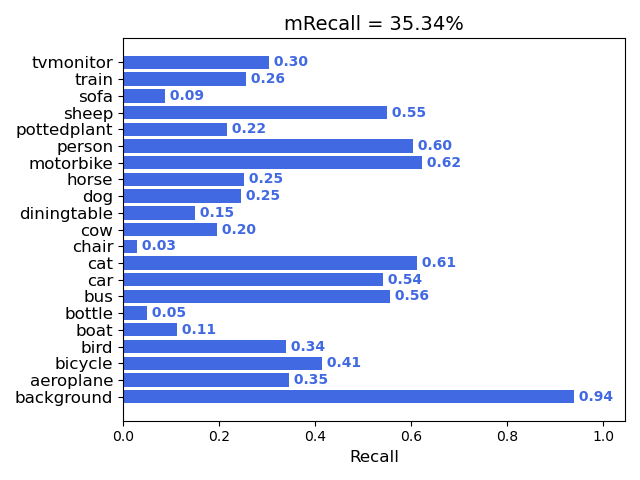 mRecall = 35.34%
tvmonitor 0.30
train 0.26
sofa 0.09
sheep 0.55
pottedplant 0.22
person 0.60
motorbike 0.62
horse 0.25
dog 0.25
diningtable 0.15
cow 0.20
chair 0.03
cat 0.61
car 0.54
bus 0.56
bottle 0.05
boat 0.11
bird 0.34
bicycle 0.41
aeroplane 0.35
background 0.94
0.0 0.2 0.4 0.6 0.8 1.0
Recall